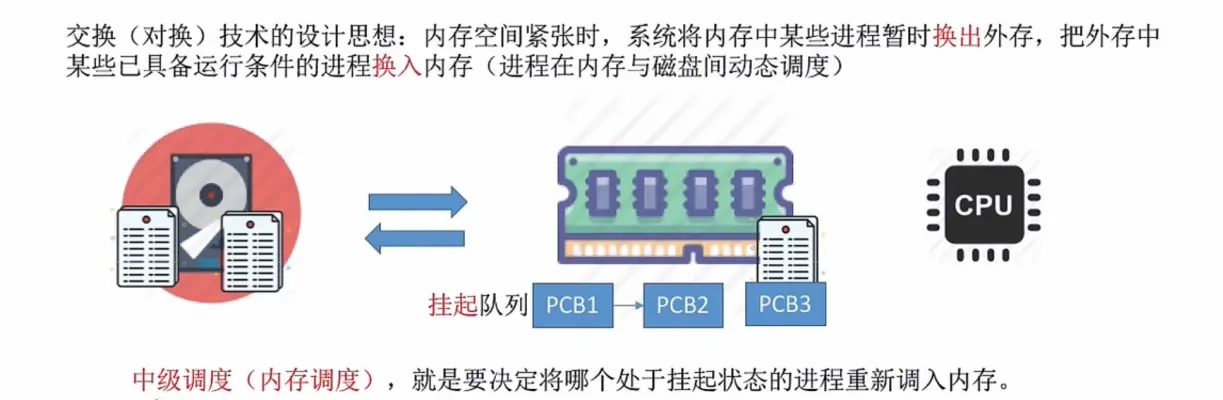 交换（对换）技术的设计思想：内存空间紧张时，系统将内存中某些进程暂时换出外存，把外存中
某些已具备运行条件的进程换入内存（进程在内存与磁盘间动态调度）
CPU
挂起队列 PCB1 PCB2 PCB3
中级调度（内存调度），就是要决定将哪个处于挂起状态的进程重新调入内存。